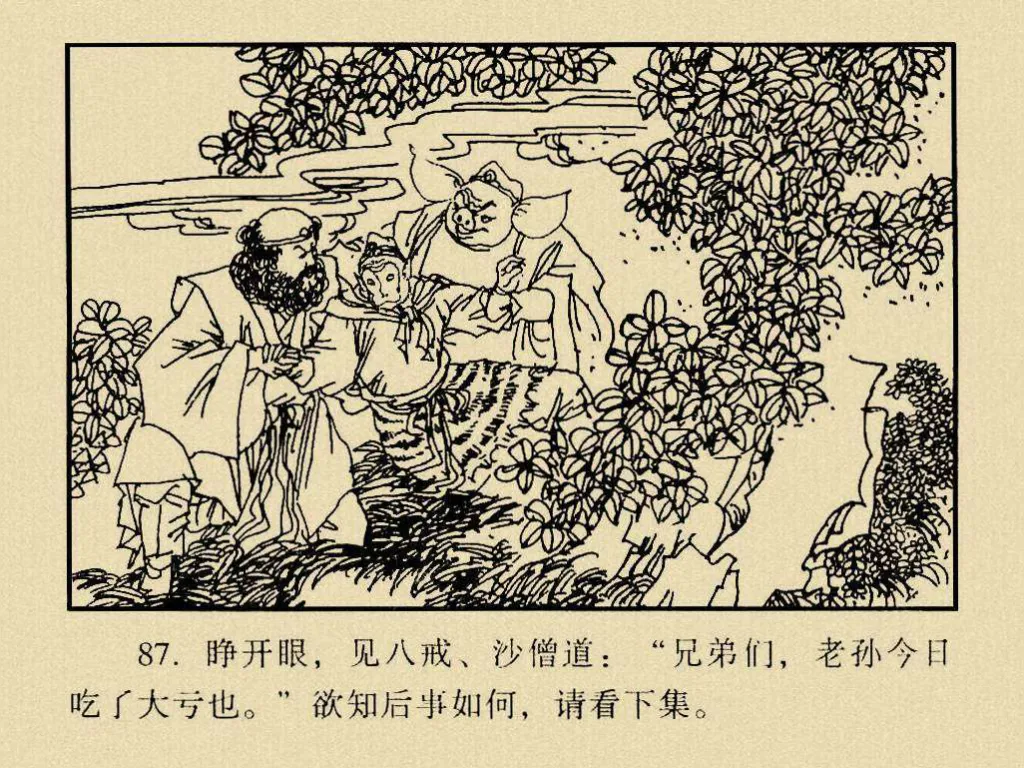 87. 睁开眼，见八戒、沙僧道：“兄弟们，老孙今日
吃了大亏也。”欲知后事如何，请看下集。